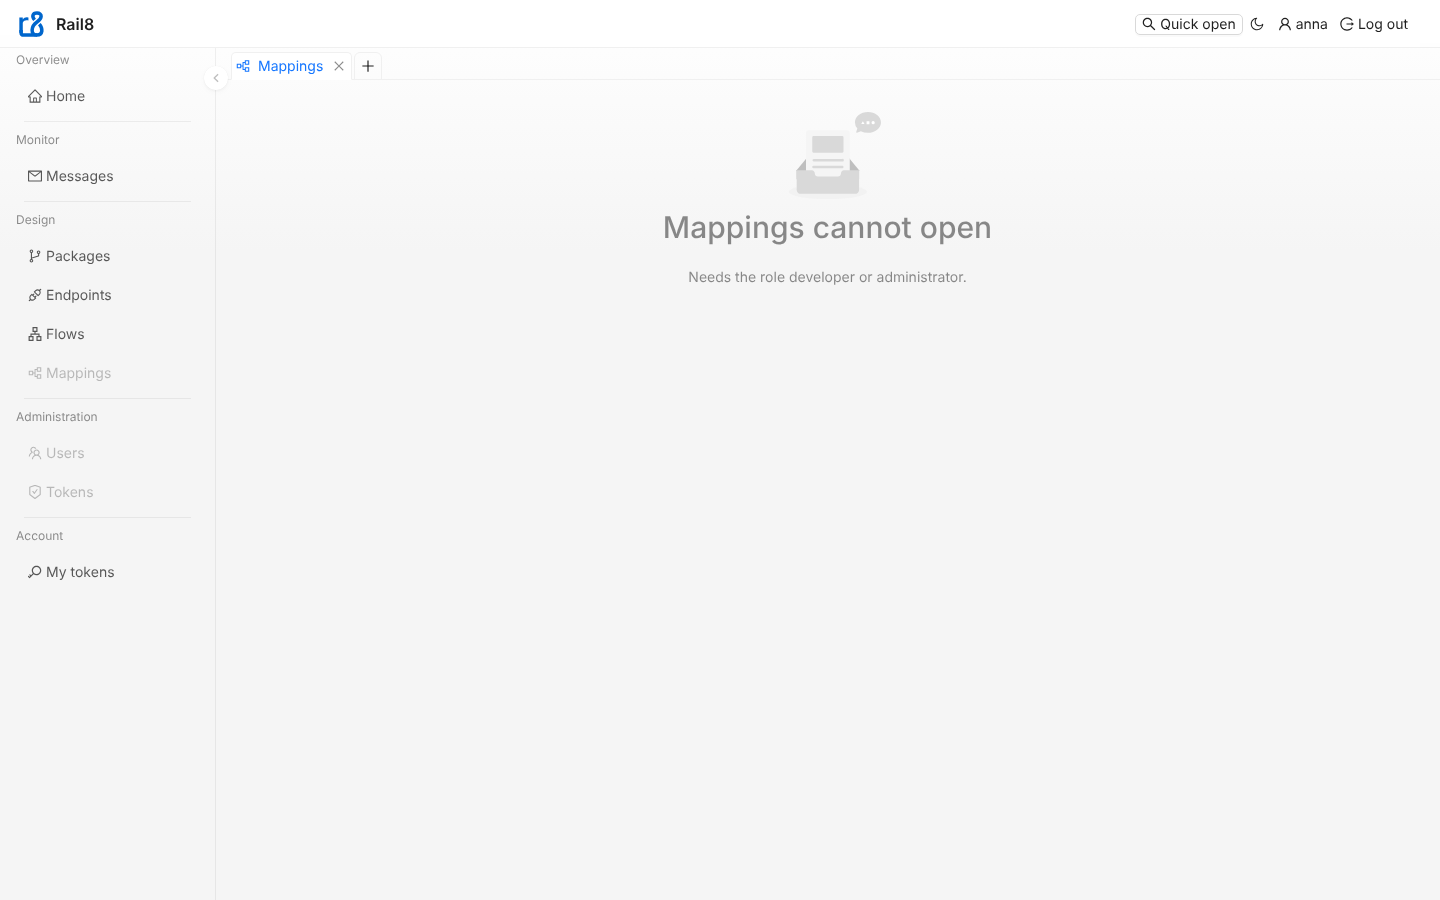 Rail8
Quick open
anna
Log out
Overview
Home
Monitor
Messages
Design
Packages
Endpoints
Flows
Mappings
Administration
Users
Tokens
Account
My tokens
Mappings
Mappings cannot open
Needs the role developer or administrator.